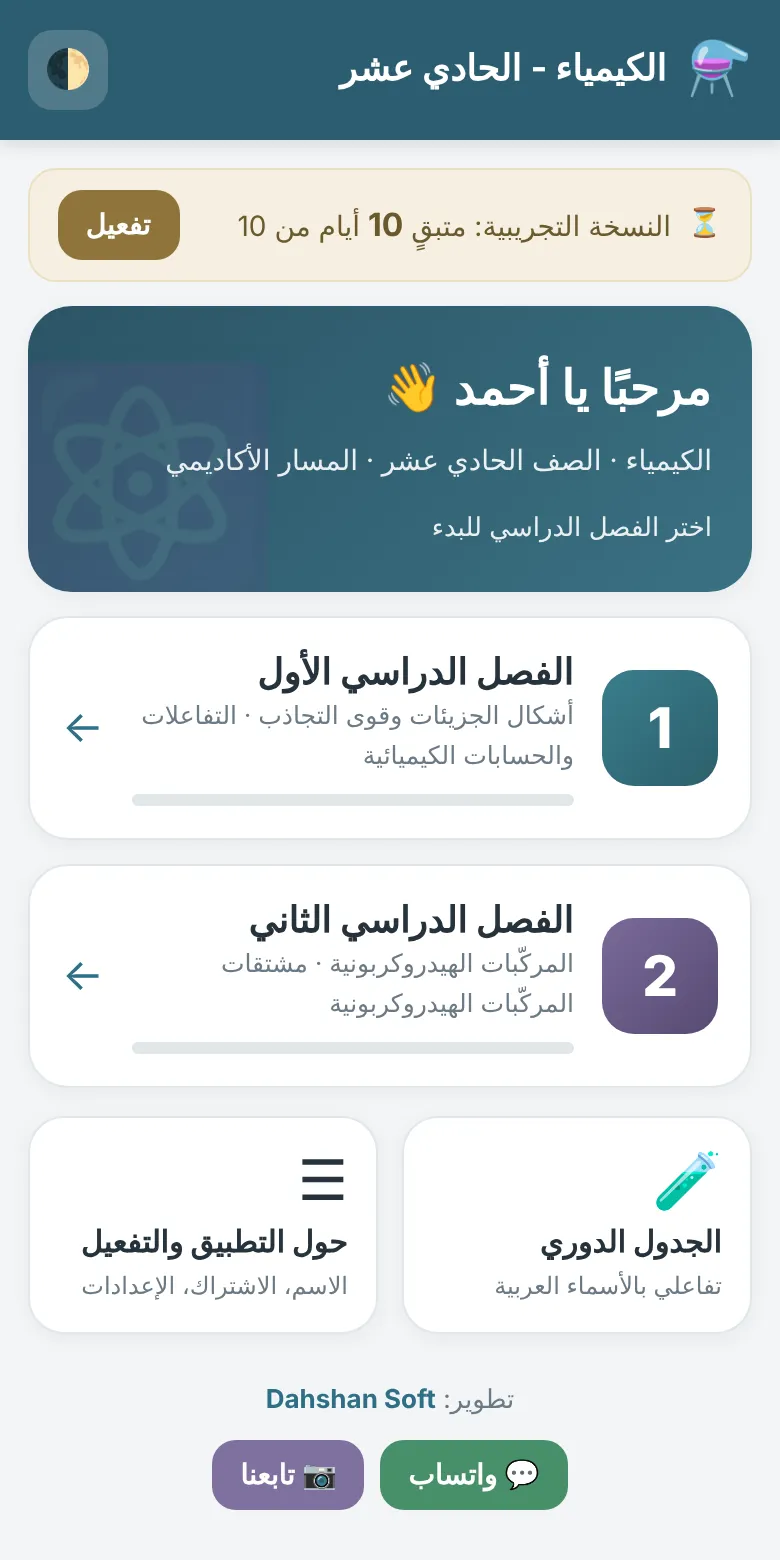 الكيمياء - الحادي عشر
النسخة التجريبية: متبقٍ 10 أيام من 10
تفعيل
مرحبًا يا أحمد 👋
الكيمياء · الصف الحادي عشر · المسار الأكاديمي
اختر الفصل الدراسي للبدء
1
الفصل الدراسي الأول
أشكال الجزيئات وقوى التجاذب · التفاعلات
والحسابات الكيميائية
←
2
الفصل الدراسي الثاني
المركّبات الهيدروكربونية · مشتقات
المركّبات الهيدروكربونية
←
الجدول الدوري
تفاعلي بالأسماء العربية
☰
حول التطبيق والتفعيل
الاسم، الاشتراك، الإعدادات
تطوير: Dahshan Soft
💬 واتساب
📷 تابعنا